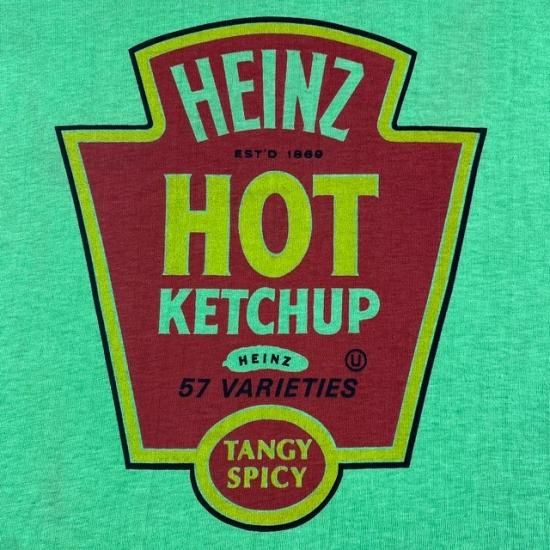 HEINZ
EST'D 1869
HOT
KETCHUP
HEINZ
U
57 VARIETIES
TANGY
SPICY